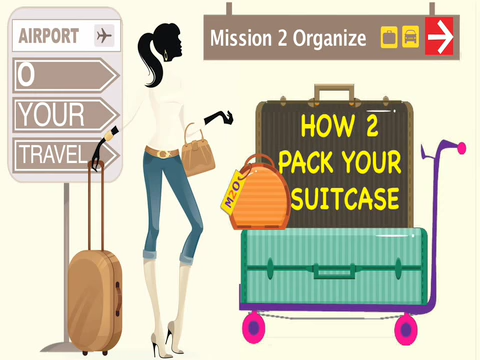 AIRPORT
O
YOUR
TRAVEL
Mission 2 Organize
HOW 2
PACK YOUR
SUITCASE
M2O